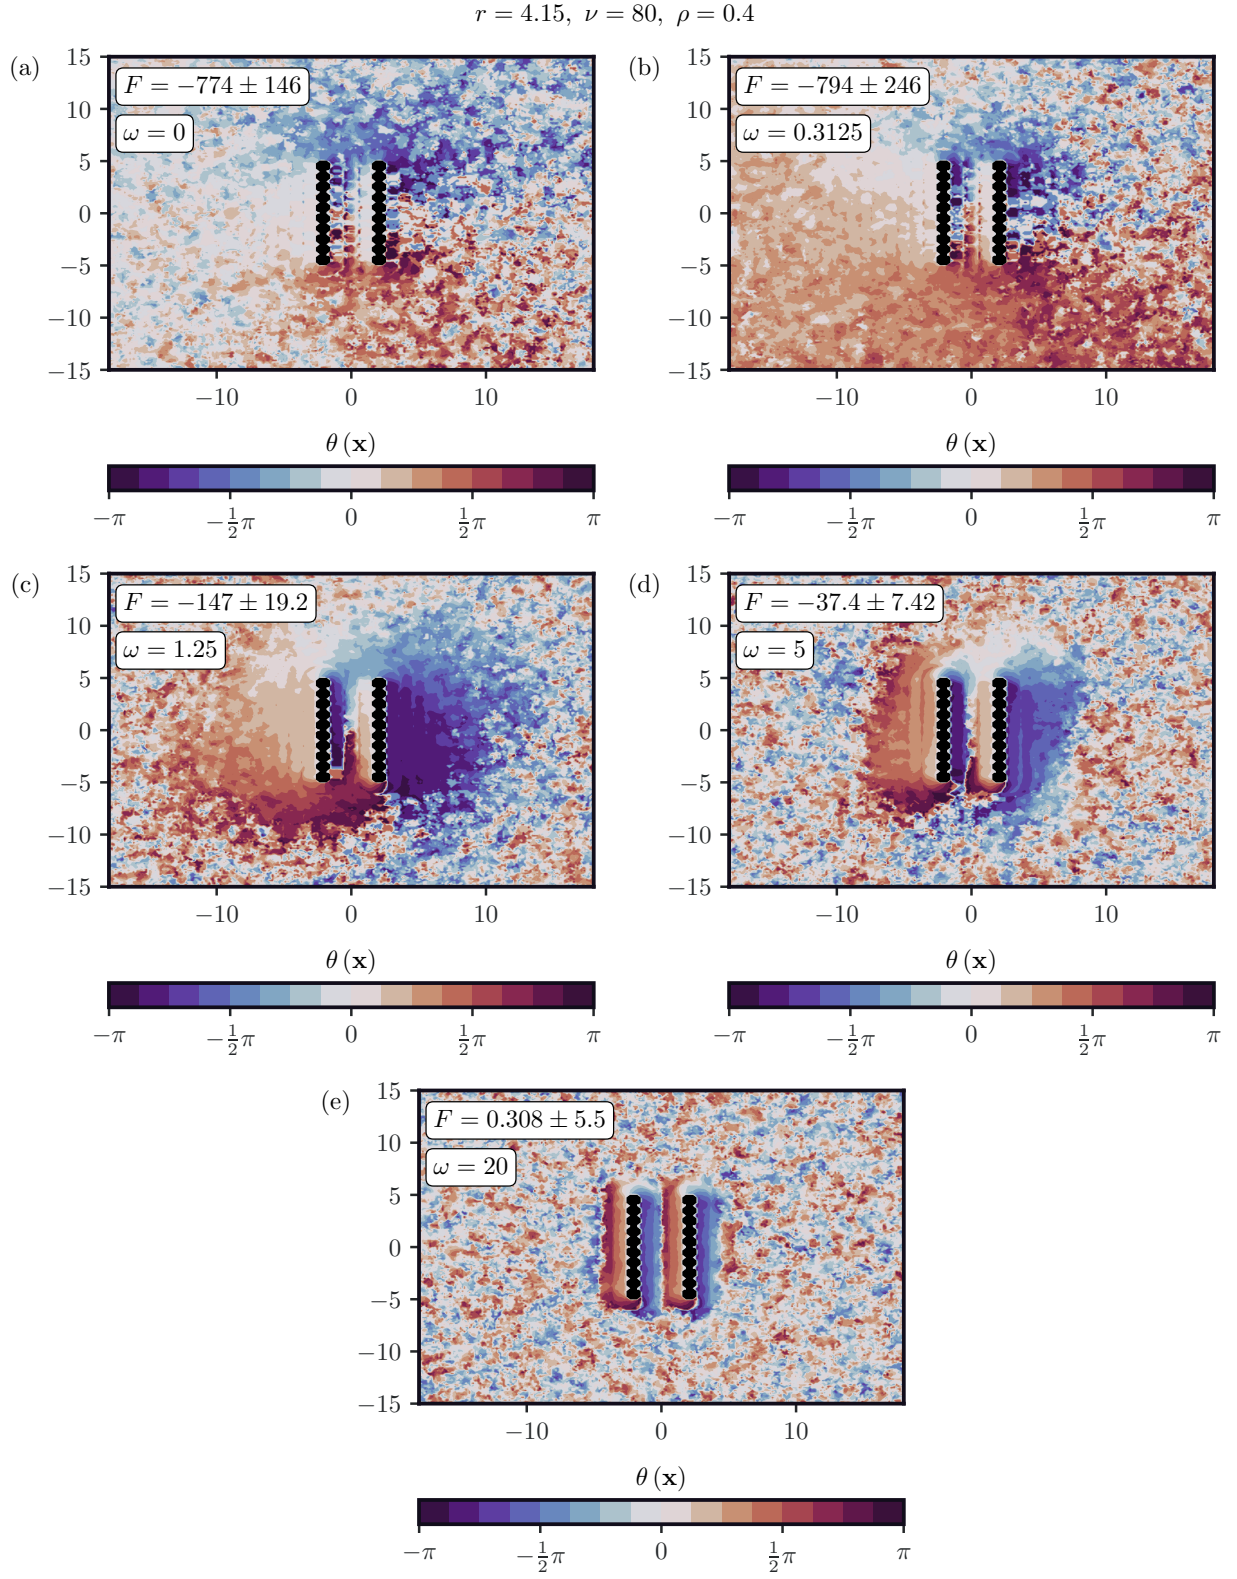 r = 4.15, ν = 80, ρ = 0.4
(a)
F = −774 ± 146
ω = 0
15
10
5
0
−5
−10
−15
−10 0 10
θ (x)
−π −1/2π 0 1/2π π
(b)
F = −794 ± 246
ω = 0.3125
15
10
5
0
−5
−10
−15
−10 0 10
θ (x)
−π −1/2π 0 1/2π π
(c)
F = −147 ± 19.2
ω = 1.25
15
10
5
0
−5
−10
−15
−10 0 10
θ (x)
−π −1/2π 0 1/2π π
(d)
F = −37.4 ± 7.42
ω = 5
15
10
5
0
−5
−10
−15
−10 0 10
θ (x)
−π −1/2π 0 1/2π π
(e)
F = 0.308 ± 5.5
ω = 20
15
10
5
0
−5
−10
−15
−10 0 10
θ (x)
−π −1/2π 0 1/2π π